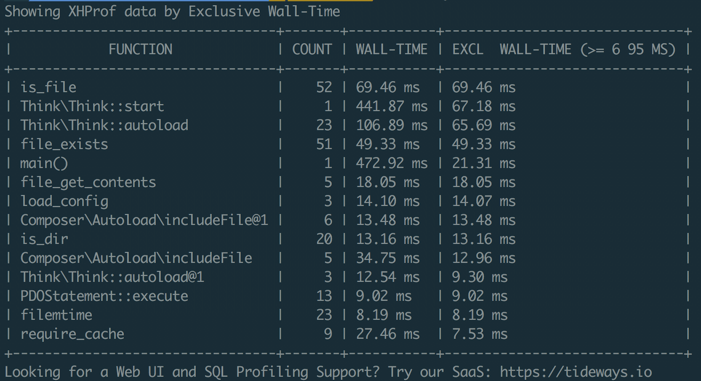 Showing XHProf data by Exclusive Wall-Time
+--------------------------------+-------+-----------+-----------------------------+
| FUNCTION | COUNT | WALL-TIME | EXCL  WALL-TIME (>= 6 95 MS) |
+--------------------------------+-------+-----------+-----------------------------+
| is_file | 52 | 69.46 ms | 69.46 ms |
| Think\Think::start | 1 | 441.87 ms | 67.18 ms |
| Think\Think::autoload | 23 | 106.89 ms | 65.69 ms |
| file_exists | 51 | 49.33 ms | 49.33 ms |
| main() | 1 | 472.92 ms | 21.31 ms |
| file_get_contents | 5 | 18.05 ms | 18.05 ms |
| load_config | 3 | 14.10 ms | 14.07 ms |
| Composer\Autoload\includeFile@1 | 6 | 13.48 ms | 13.48 ms |
| is_dir | 20 | 13.16 ms | 13.16 ms |
| Composer\Autoload\includeFile | 5 | 34.75 ms | 12.96 ms |
| Think\Think::autoload@1 | 3 | 12.54 ms | 9.30 ms |
| PDOStatement::execute | 13 | 9.02 ms | 9.02 ms |
| filemtime | 23 | 8.19 ms | 8.19 ms |
| require_cache | 9 | 27.46 ms | 7.53 ms |
+--------------------------------+-------+-----------+-----------------------------+
Looking for a Web UI and SQL Profiling Support? Try our SaaS: https://tideways.io